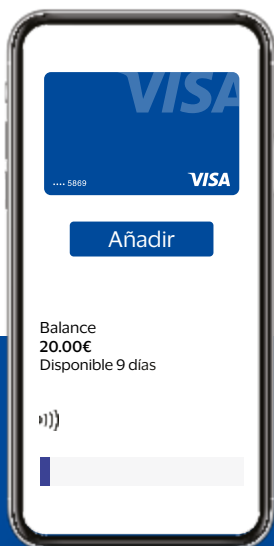 VISA
.... 5869
VISA
Añadir
Balance
20.00€
Disponible 9 días